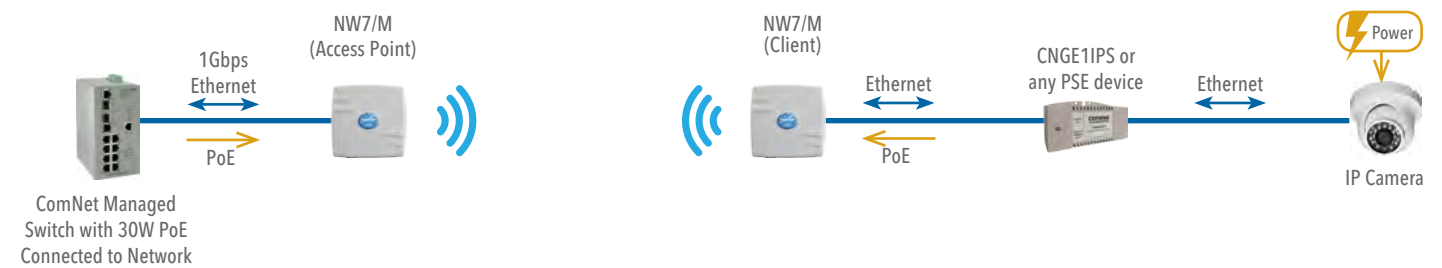 NW7/M
(Access Point)
1Gbps
Ethernet
PoE
ComNet Managed
Switch with 30W PoE
Connected to Network
NW7/M
(Client)
Ethernet
PoE
CNGE1IPS or
any PSE device
Ethernet
Power
IP Camera